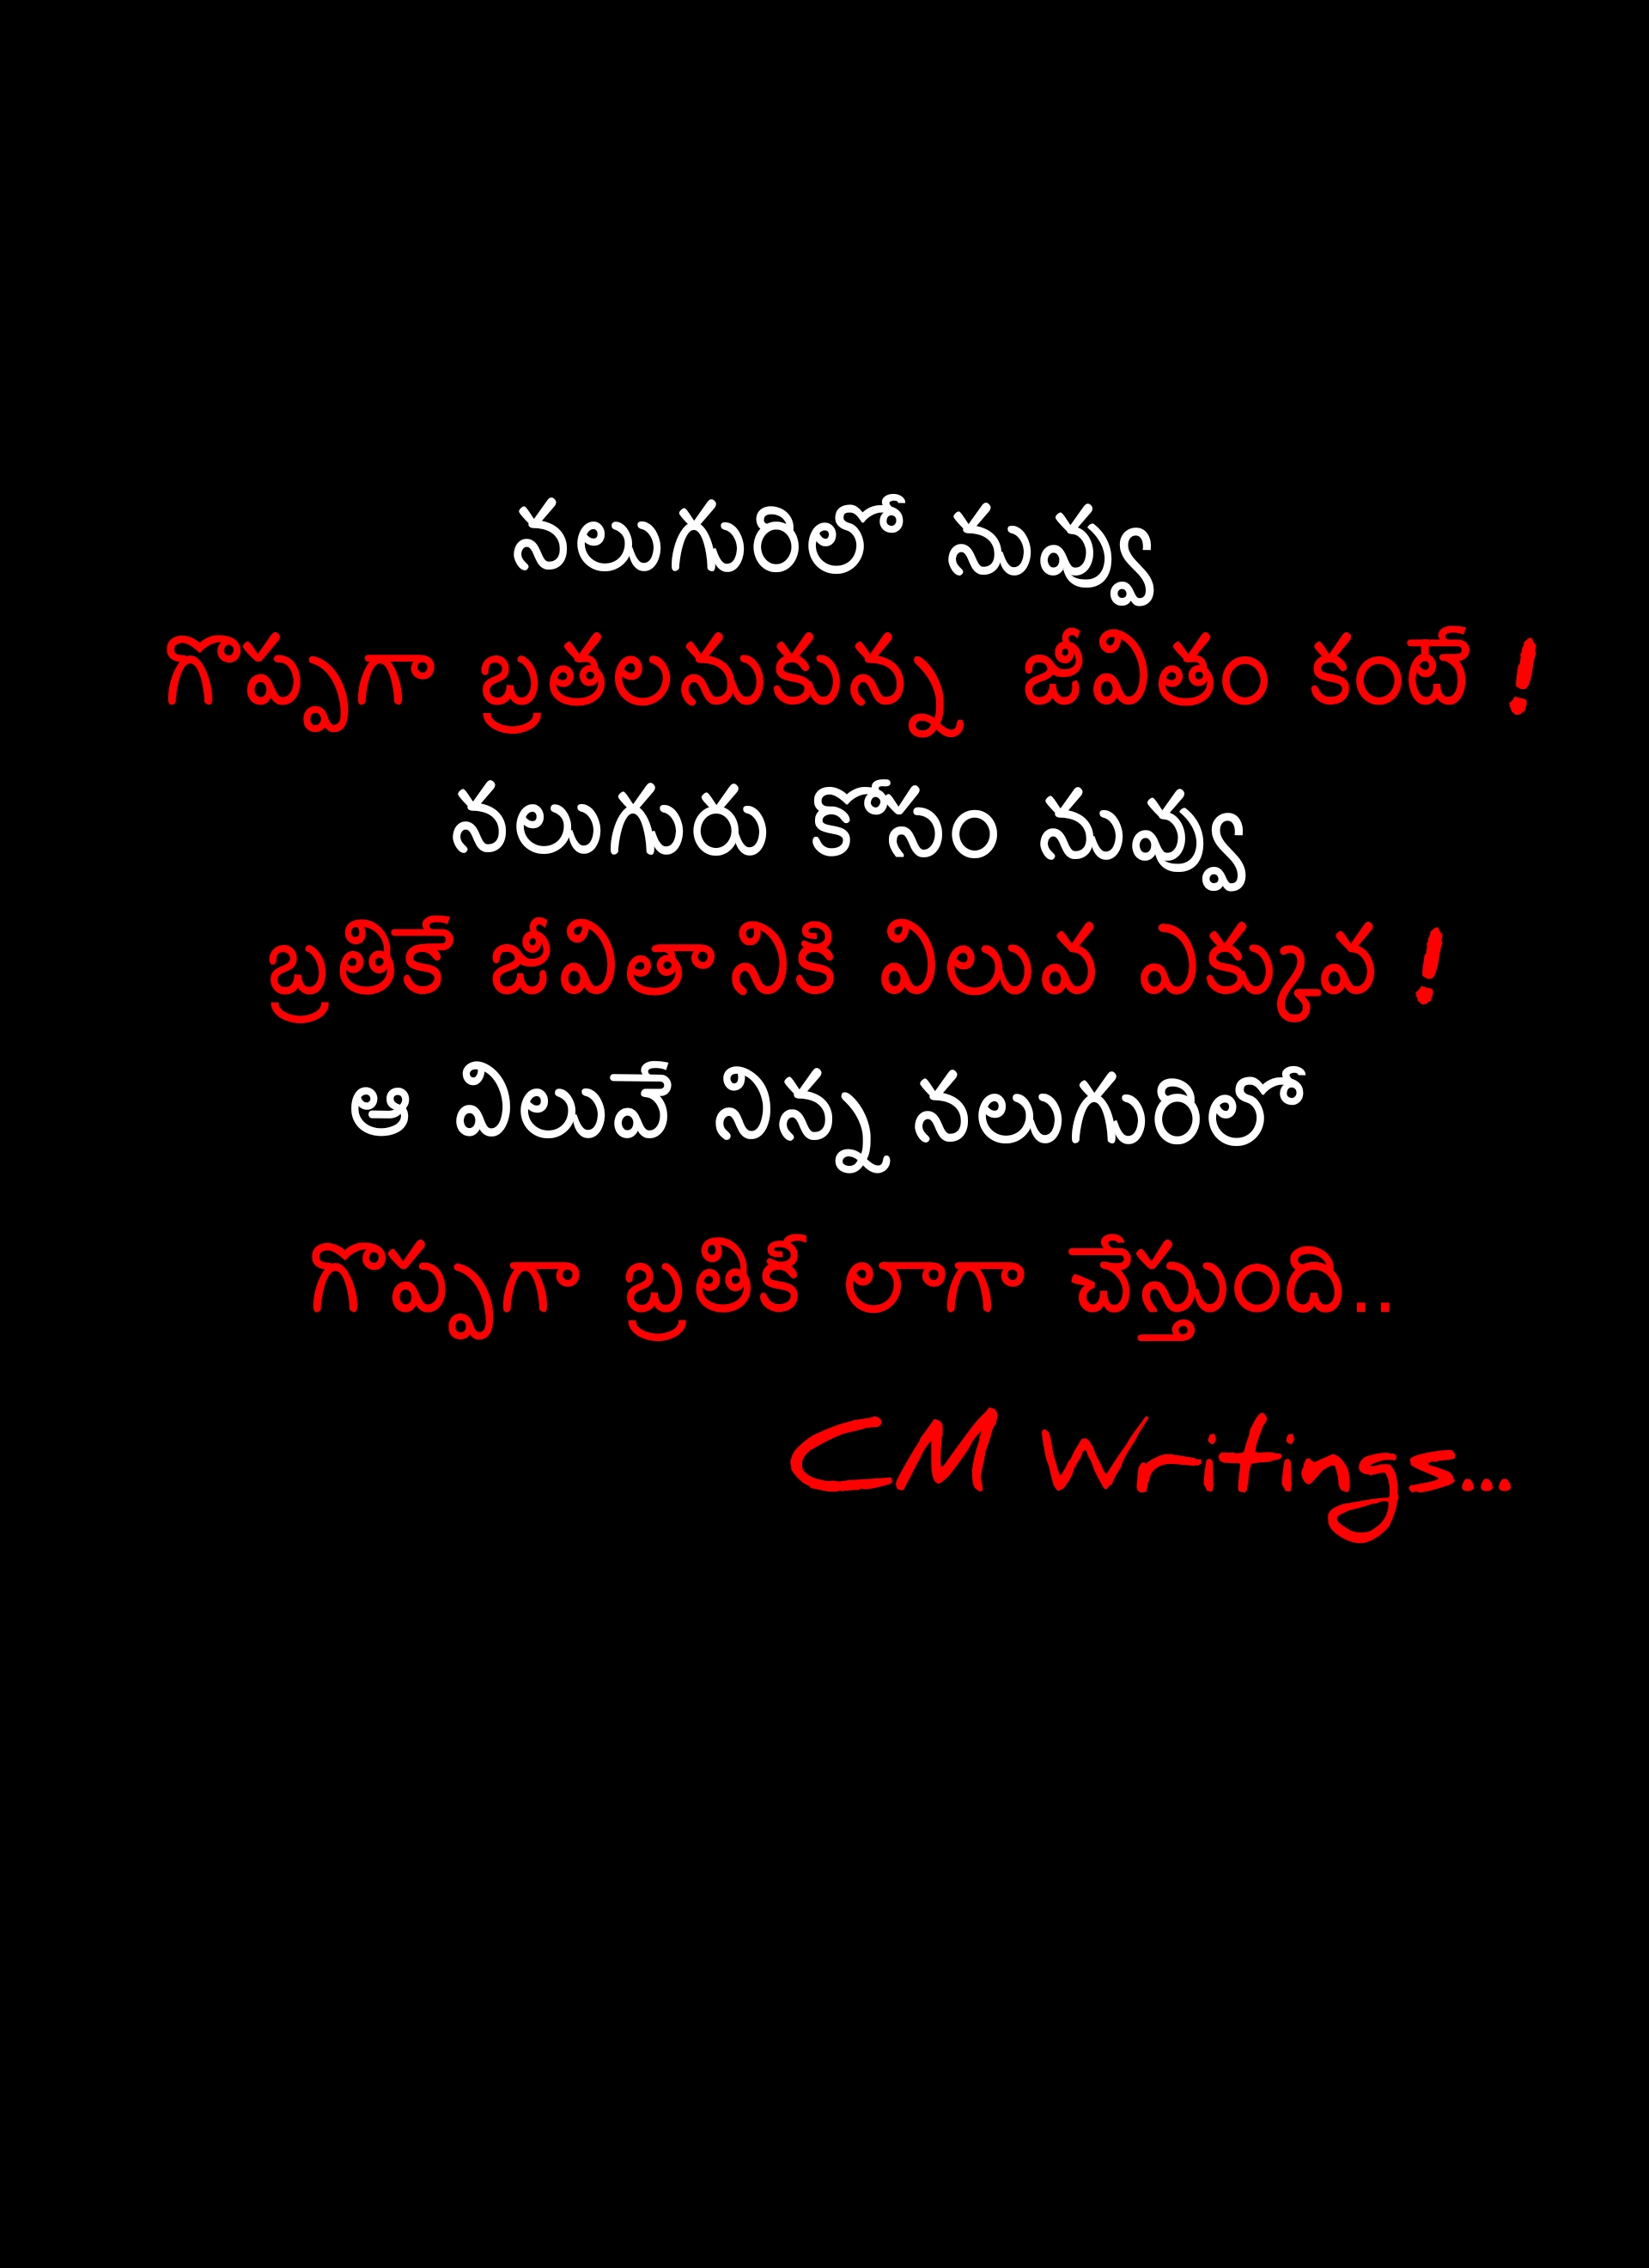 నలుగురిలో నువ్వు
గొప్పగా బ్రతలనుకున్న జీవితం కంటే !
నలుగురు కోసం నువ్వు
బ్రతికే జీవితానికి విలువ ఎక్కువ !
ఆ విలువే నిన్ను నలుగురిలో
గొప్పగా బ్రతికే లాగా చేస్తుంది..
CM Writings...